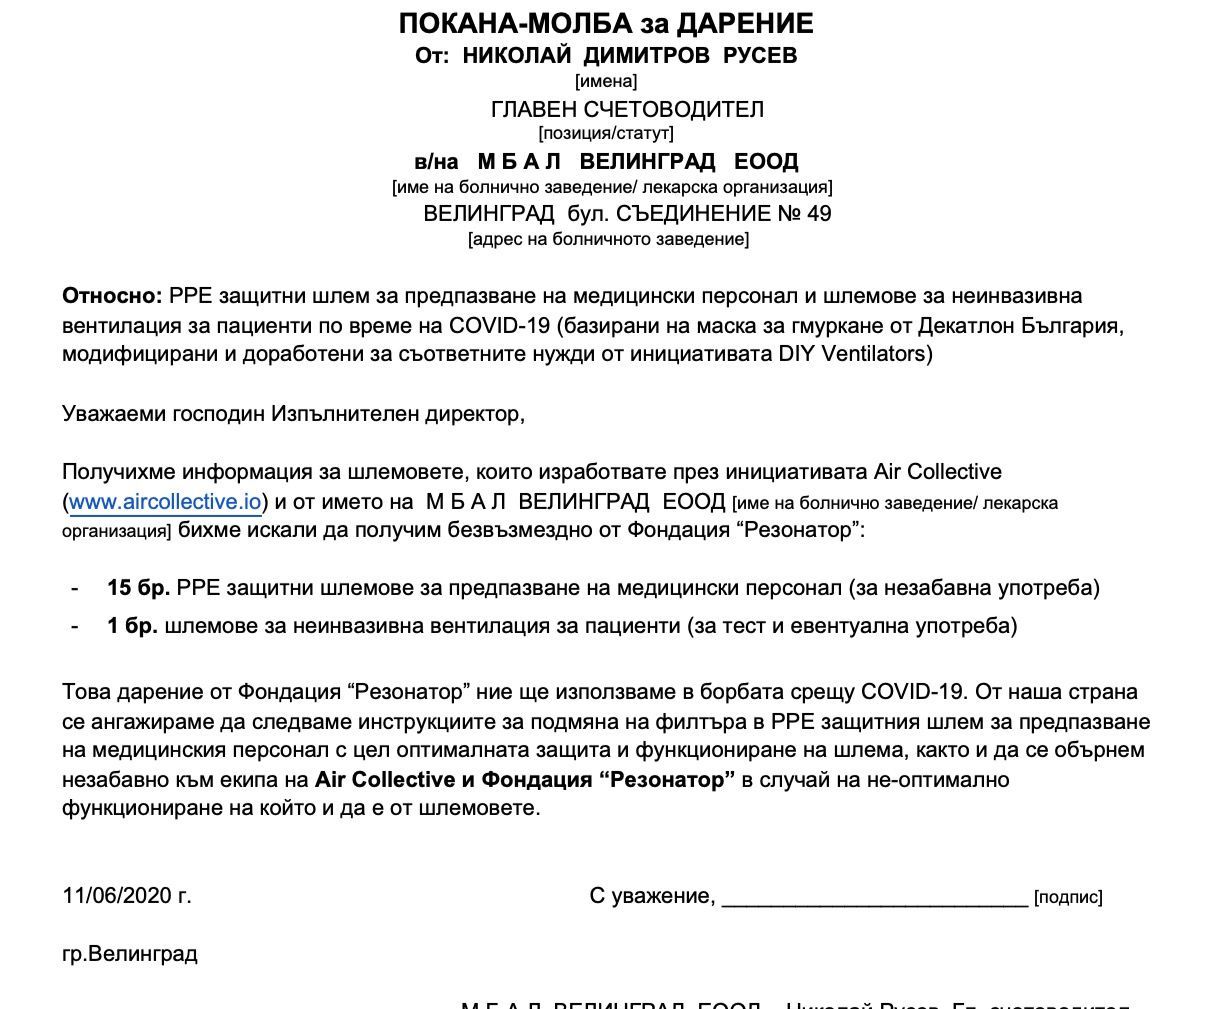 ПОКАНА-МОЛБА за ДАРЕНИЕ
От: НИКОЛАЙ ДИМИТРОВ РУСЕВ
[имена]
ГЛАВЕН СЧЕТОВОДИТЕЛ
[позиция/статут]
в/на М Б А Л ВЕЛИНГРАД ЕООД
[име на болнично заведение/ лекарска организация]
ВЕЛИНГРАД бул. СЪЕДИНЕНИЕ № 49
[адрес на болничното заведение]
Относно: PPE защитни шлем за предпазване на медицински персонал и шлемове за неинвазивна
вентилация за пациенти по време на COVID-19 (базирани на маска за гмуркане от Декатлон България,
модифицирани и доработени за съответните нужди от инициативата DIY Ventilators)
Уважаеми господин Изпълнителен директор,
Получихме информация за шлемовете, които изработвате през инициативата Air Collective
(www.aircollective.io) и от името на М Б А Л ВЕЛИНГРАД ЕООД [име на болнично заведение/ лекарска
организация] бихме искали да получим безвъзмездно от Фондация “Резонатор”:
- 15 бр. PPE защитни шлемове за предпазване на медицински персонал (за незабавна употреба)
- 1 бр. шлемове за неинвазивна вентилация за пациенти (за тест и евентуална употреба)
Това дарение от Фондация “Резонатор” ние ще използваме в борбата срещу COVID-19. От наша страна
се ангажираме да следваме инструкциите за подмяна на филтъра в PPE защитния шлем за предпазване
на медицинския персонал с цел оптималната защита и функциониране на шлема, както и да се обърнем
незабавно към екипа на Air Collective и Фондация “Резонатор” в случай на не-оптимално
функциониране на който и да е от шлемовете.
11/06/2020 г. С уважение, _________________________ [подпис]
гр.Велинград
М Б А Л ВЕЛИНГРАД ЕООД Николай Русев Гл. счетоводител